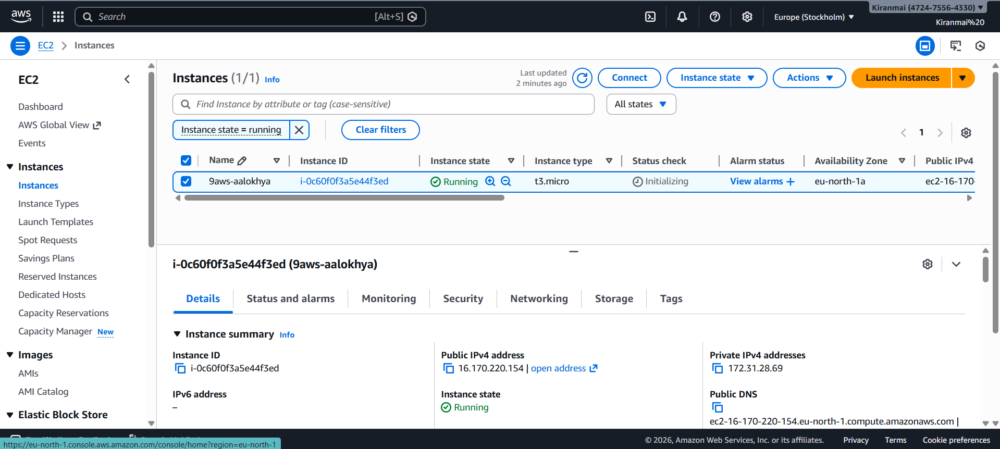 aws
Search
[Alt+S]
Europe (Stockholm)
Kiranmai (4724-7556-4330)
Kiranmai%20
EC2
Instances
EC2
Dashboard
AWS Global View
Events
Instances
Instances
Instance Types
Launch Templates
Spot Requests
Savings Plans
Reserved Instances
Dedicated Hosts
Capacity Reservations
Capacity Manager New
Images
AMIs
AMI Catalog
Elastic Block Store
Instances (1/1) Info
Last updated
2 minutes ago
Connect
Instance state
Actions
Launch instances
Find Instance by attribute or tag (case-sensitive)
All states
Instance state = running
Clear filters
1
Name Instance ID Instance state Instance type Status check Alarm status Availability Zone Public IPv4
9aws-aalokhya i-0c60f0f3a5e44f3ed Running t3.micro Initializing View alarms + eu-north-1a ec2-16-170-
i-0c60f0f3a5e44f3ed (9aws-aalokhya)
Details Status and alarms Monitoring Security Networking Storage Tags
Instance summary Info
Instance ID
i-0c60f0f3a5e44f3ed
Public IPv4 address
16.170.220.154 | open address
Private IPv4 addresses
172.31.28.69
IPv6 address
–
Instance state
Running
Public DNS
ec2-16-170-220-154.eu-north-1.compute.amazonaws.com |
https://eu-north-1.console.aws.amazon.com/console/home?region=eu-north-1
© 2026, Amazon Web Services, Inc. or its affiliates.
Privacy
Terms
Cookie preferences